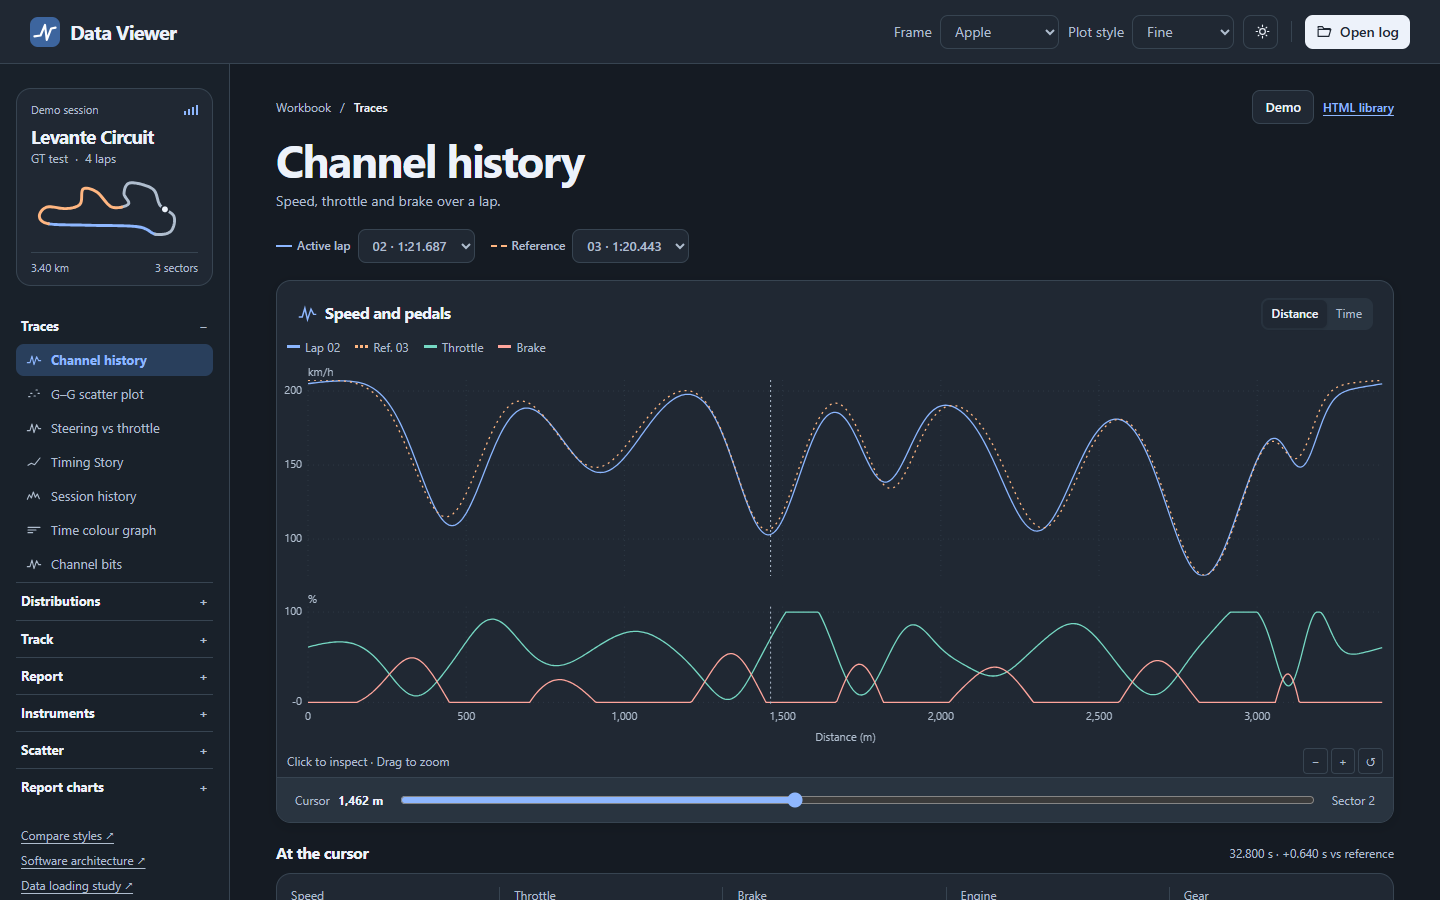 Data Viewer
Frame
Apple
Plot style
Fine
Open log
Demo session
Levante Circuit
GT test · 4 laps
3.40 km
3 sectors
Traces
–
Channel history
G–G scatter plot
Steering vs throttle
Timing Story
Session history
Time colour graph
Channel bits
Distributions +
Track +
Report +
Instruments +
Scatter +
Report charts +
Compare styles ↗
Software architecture ↗
Data loading study ↗
Workbook / Traces
Demo
HTML library
Channel history
Speed, throttle and brake over a lap.
Active lap
02 · 1:21.687
Reference
03 · 1:20.443
Speed and pedals
Distance
Time
Lap 02
Ref. 03
Throttle
Brake
km/h
200
150
100
%
100
-0
0
500
1,000
1,500
2,000
2,500
3,000
Distance (m)
Click to inspect · Drag to zoom
−
+
↺
Cursor 1,462 m
Sector 2
At the cursor
32.800 s · +0.640 s vs reference
Speed
Throttle
Brake
Engine
Gear